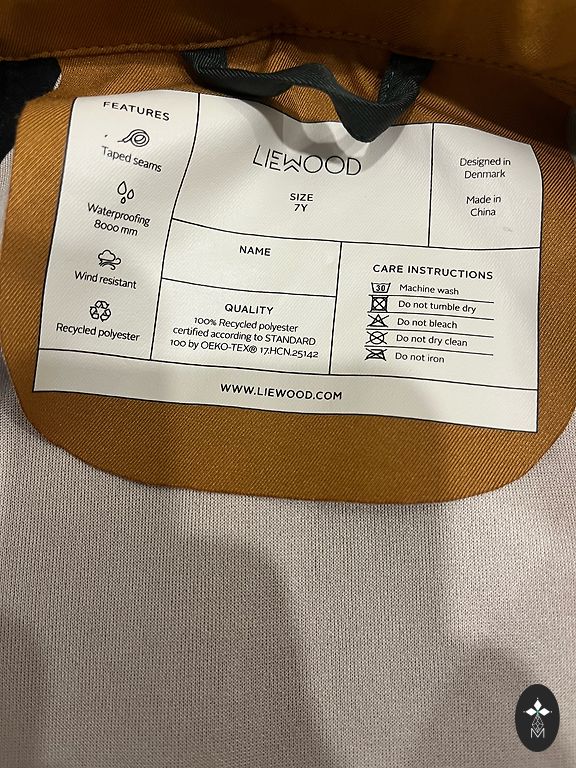 FEATURES
Taped seams
Waterproofing
8000 mm
Wind resistant
Recycled polyester
LIEWOOD
SIZE
7Y
Designed in
Denmark
Made in
China
NAME
QUALITY
100% Recycled polyester
certified according to STANDARD
100 by OEKO-TEX® 17.HCN.25142
CARE INSTRUCTIONS
30 Machine wash
Do not tumble dry
Do not bleach
Do not dry clean
Do not iron
WWW.LIEWOOD.COM
M